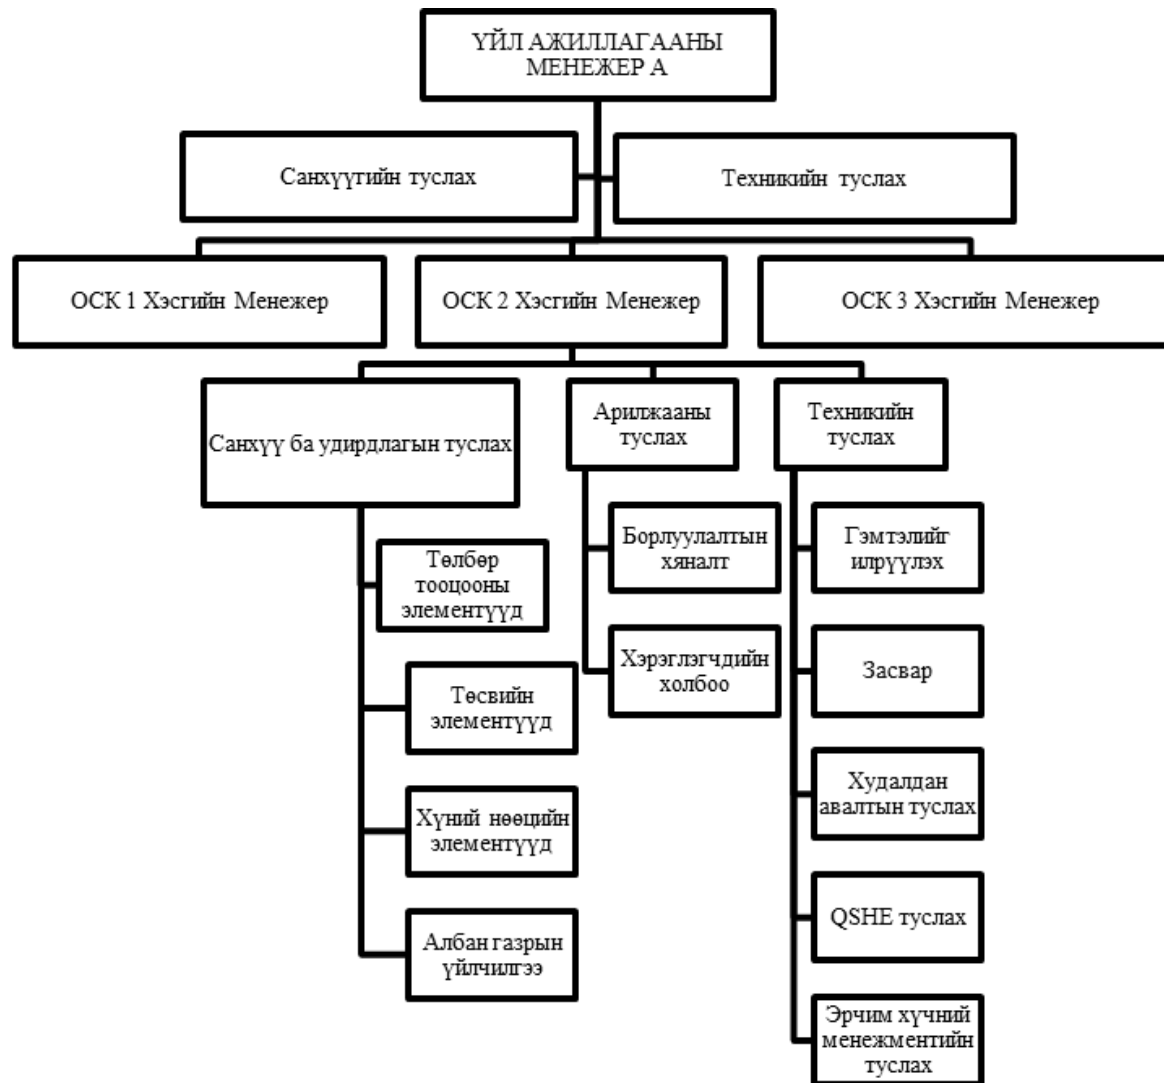 ҮЙЛ АЖИЛЛАГААНЫ
МЕНЕЖЕР А
Санхүүгийн туслах
Техникийн туслах
ОСК 1 Хэсгийн Менежер
ОСК 2 Хэсгийн Менежер
ОСК 3 Хэсгийн Менежер
Санхүү ба удирдлагын туслах
Төлбөр
тооцооны
элементүүд
Төсвийн
элементүүд
Хүний нөөцийн
элементүүд
Албан газрын
үйлчилгээ
Арилжааны
туслах
Борлуулалтын
хяналт
Хэрэглэгчдийн
холбоо
Техникийн
туслах
Гэмтэлийг
илрүүлэх
Засвар
Худалдан
авалтын туслах
QSHE туслах
Эрчим хүчний
менежментийн
туслах